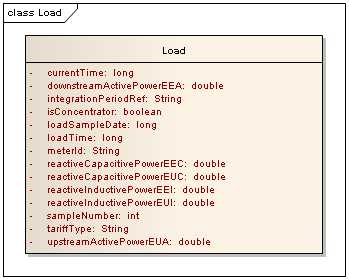 class Load
Load
- currentTime: long
- downstreamActivePowerEEA: double
- integrationPeriodRef: String
- isConcentrator: boolean
- loadSampleDate: long
- loadTime: long
- meterId: String
- reactiveCapacitivePowerEEC: double
- reactiveCapacitivePowerEUC: double
- reactiveInductivePowerEEI: double
- reactiveInductivePowerEUI: double
- sampleNumber: int
- tariffType: String
- upstreamActivePowerEUA: double